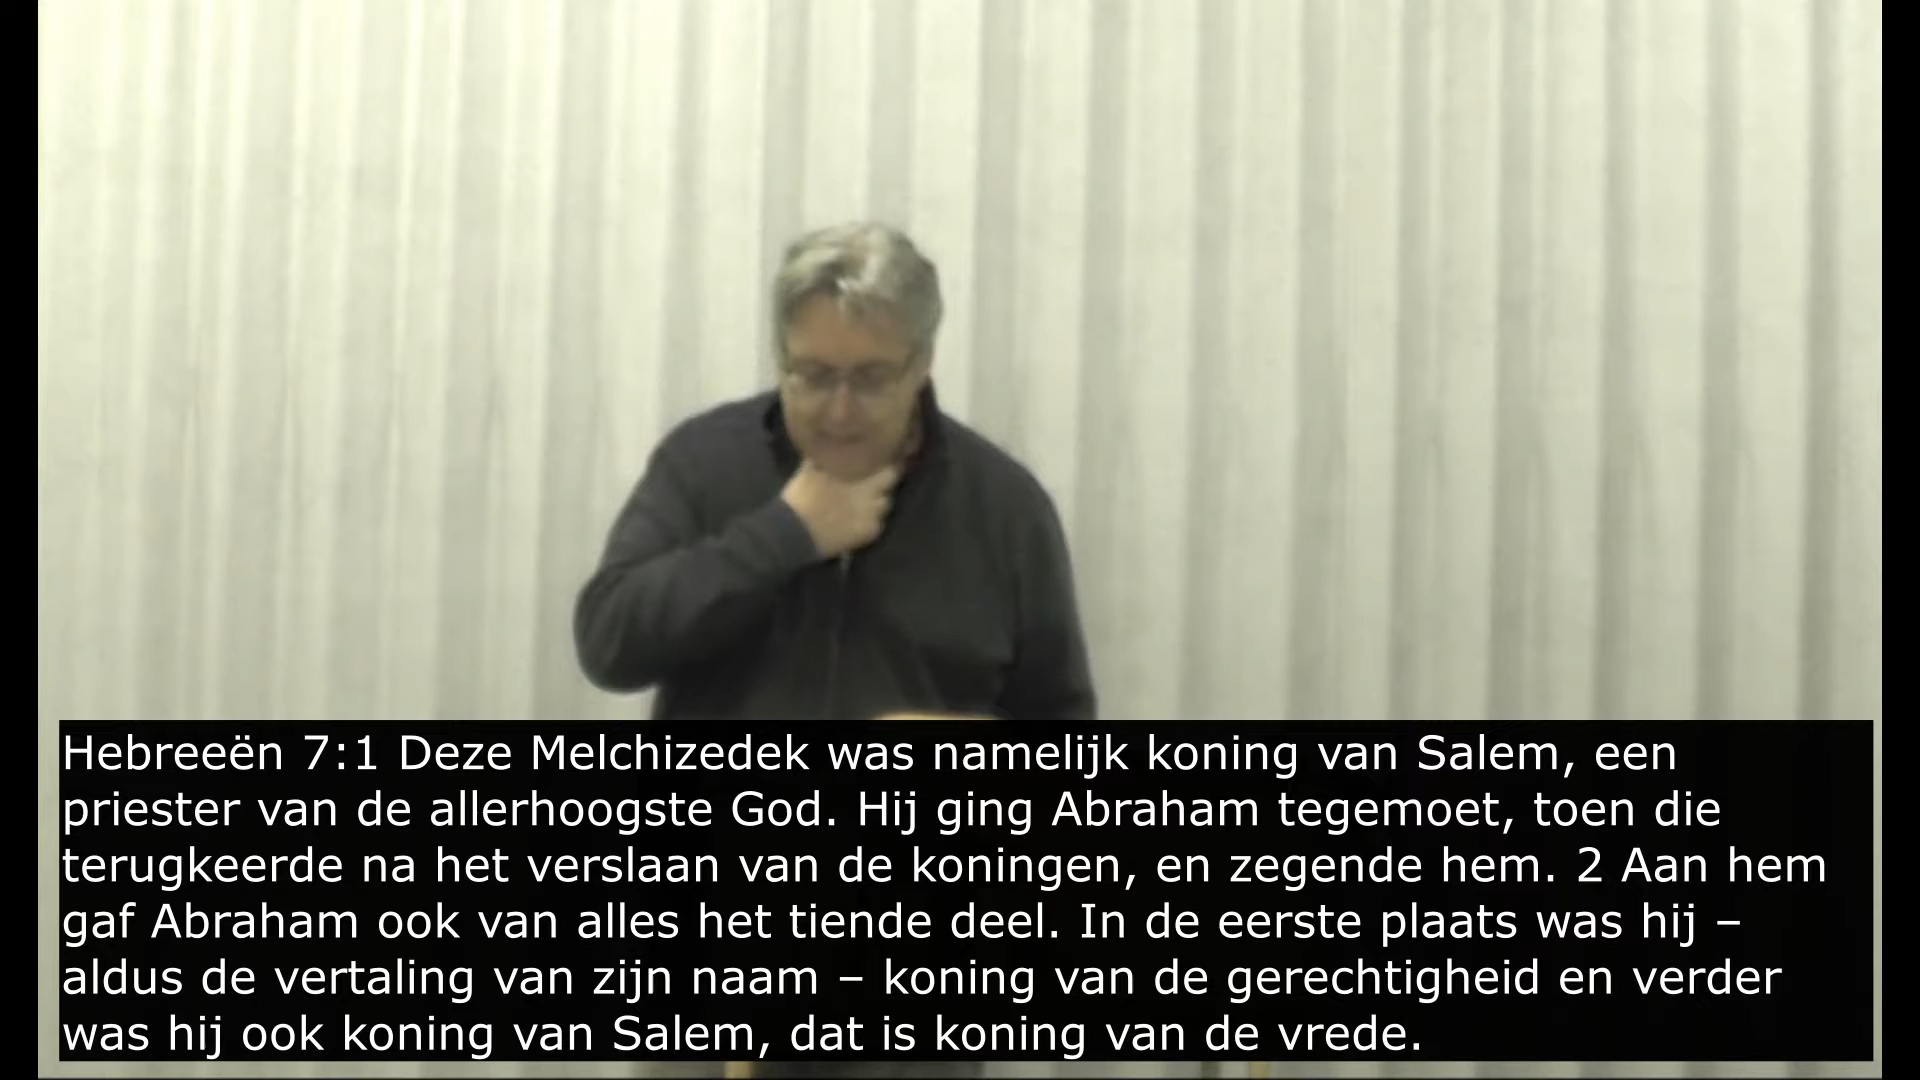 Hebreeën 7:1 Deze Melchizedek was namelijk koning van Salem, een
priester van de allerhoogste God. Hij ging Abraham tegemoet, toen die
terugkeerde na het verslaan van de koningen, en zegende hem. 2 Aan hem
gaf Abraham ook van alles het tiende deel. In de eerste plaats was hij –
aldus de vertaling van zijn naam – koning van de gerechtigheid en verder
was hij ook koning van Salem, dat is koning van de vrede.